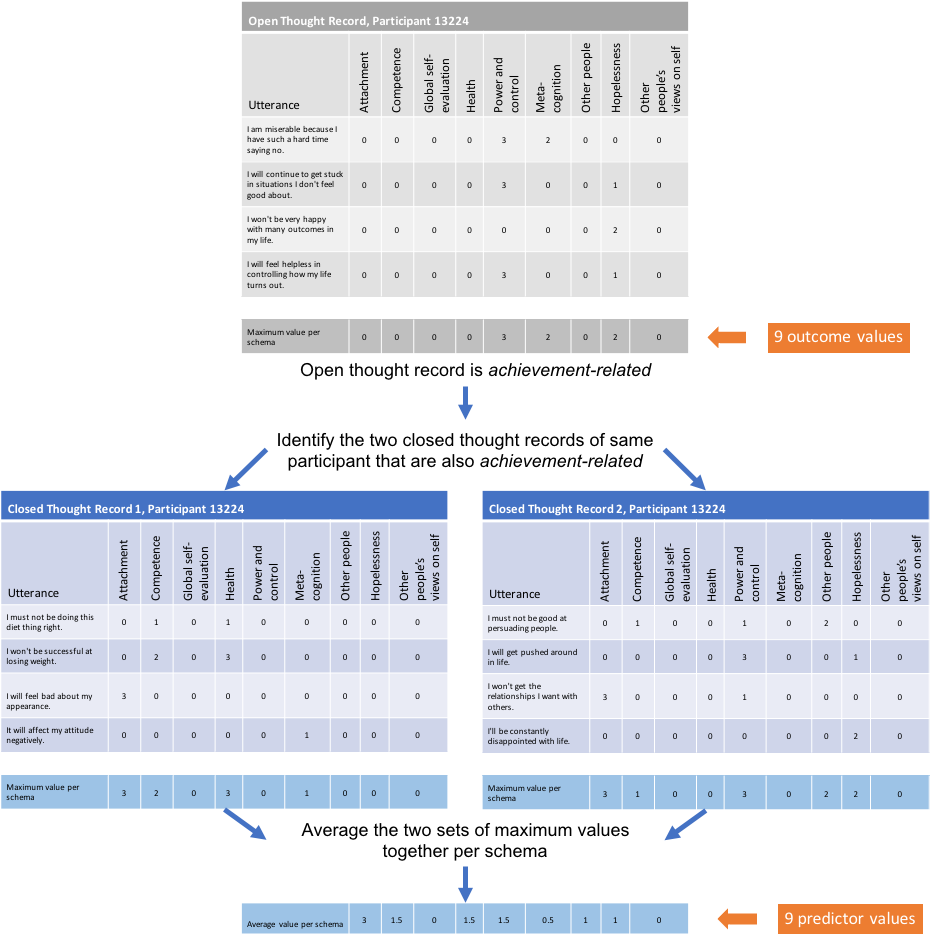 Open Thought Record, Participant 13224
Utterance
Attachment
Competence
Global self-
evaluation
Health
Power and
control
Meta-
cognition
Other people
Hopelessness
Other
people's
views on self
I am miserable because I
have such a hard time
saying no.
0 0 0 0 3 2 0 0 0
I will continue to get stuck
in situations I don't feel
good about.
0 0 0 0 3 0 0 1 0
I won't be very happy
with many outcomes in
my life.
0 0 0 0 0 0 0 2 0
I will feel helpless in
controlling how my life
turns out.
0 0 0 0 3 0 0 1 0
Maximum value per
schema
0 0 0 0 3 2 0 2 0
9 outcome values
Open thought record is achievement-related
Identify the two closed thought records of same
participant that are also achievement-related
Closed Thought Record 1, Participant 13224
Utterance
Attachment
Competence
Global self-
evaluation
Health
Power and
control
Meta-
cognition
Other people
Hopelessness
Other
people's
views on self
I must not be doing this
diet thing right.
0 1 0 1 0 0 0 0 0
I won't be successful at
losing weight.
0 2 0 3 0 0 0 0 0
I will feel bad about my
appearance.
3 0 0 0 0 0 0 0 0
It will affect my attitude
negatively.
0 0 0 0 0 1 0 0 0
Maximum value per
schema
3 2 0 3 0 1 0 0 0
Closed Thought Record 2, Participant 13224
Utterance
Attachment
Competence
Global self-
evaluation
Health
Power and
control
Meta-
cognition
Other people
Hopelessness
Other
people's
views on self
I must not be good at
persuading people.
0 1 0 0 1 0 2 0 0
I will get pushed around
in life.
0 0 0 0 3 0 0 1 0
I won't get the
relationships I want with
others.
3 0 0 0 1 0 0 0 0
I'll be constantly
disappointed with life.
0 0 0 0 0 0 0 2 0
Maximum value per
schema
3 1 0 0 3 0 2 2 0
Average the two sets of maximum values
together per schema
Average value per schema
3 1.5 0 1.5 1.5 0.5 1 1 0
9 predictor values